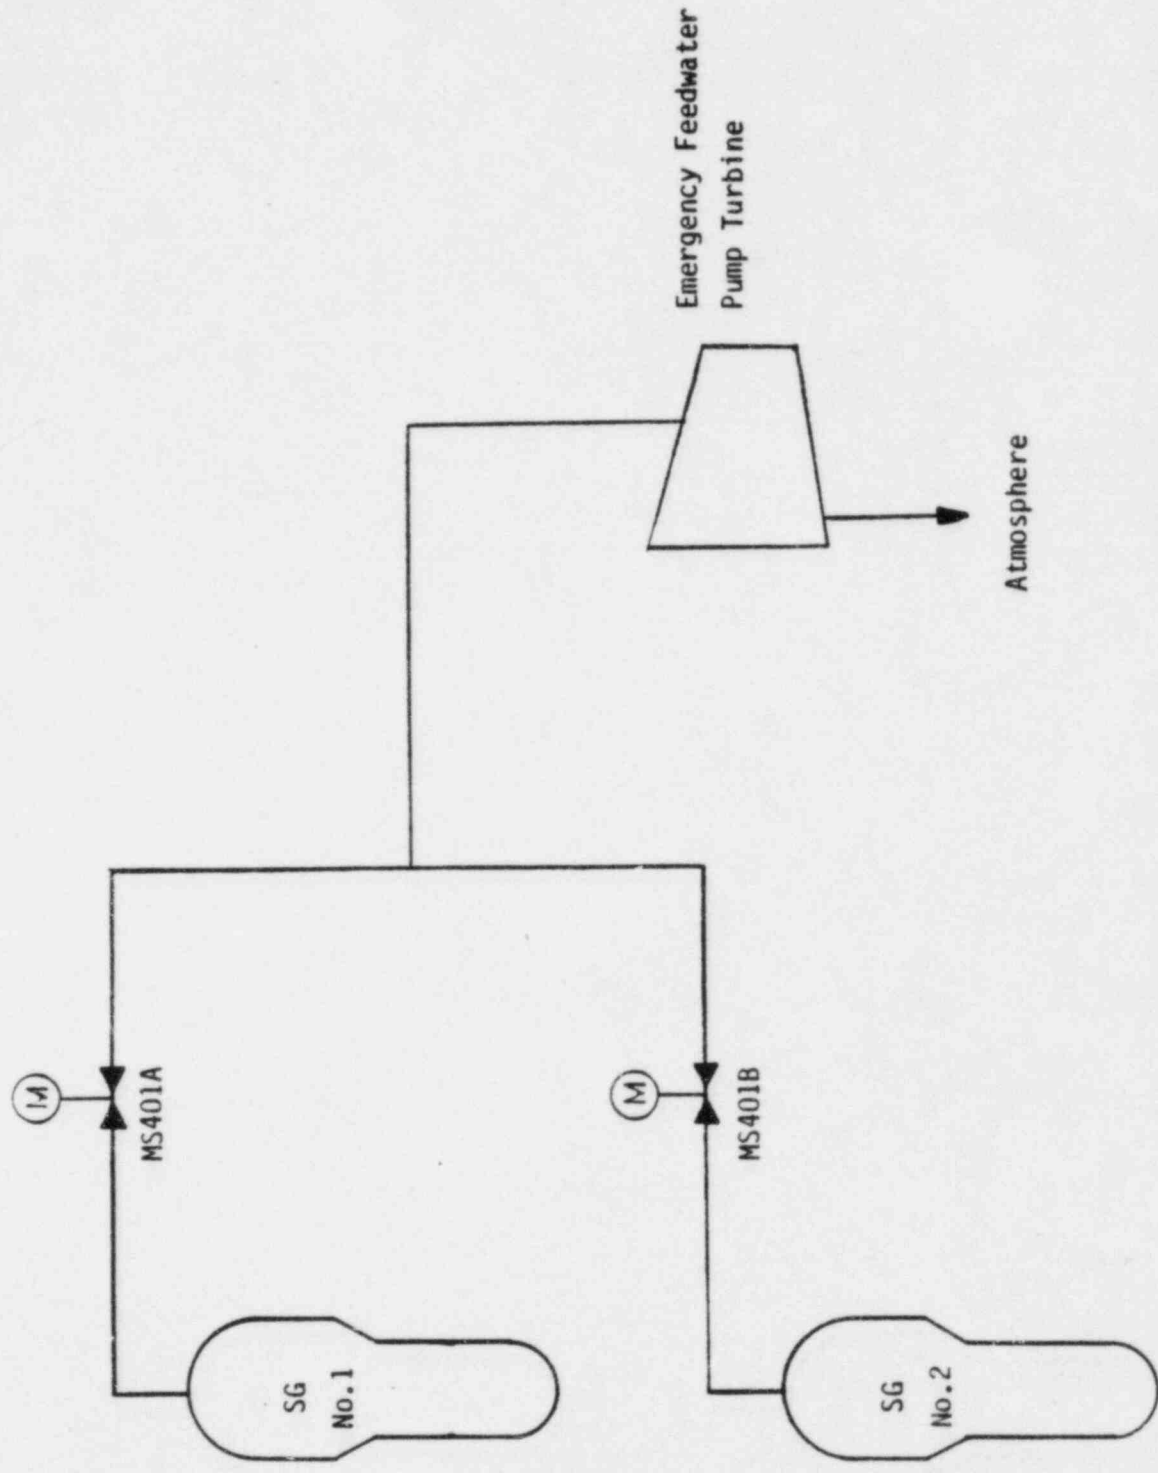 M
MS401A
SG
No.1
M
MS401B
SG
No.2
Emergency Feedwater
Pump Turbine
Atmosphere